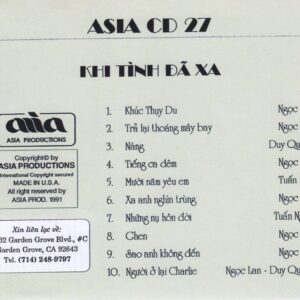 ASIA CD 27
KHI TÌNH ĐÃ XA
asia
ASIA PRODUCTIONS
Copyright© by
ASIA PRODUCTIONS
International Copyright secured
MADE IN U.S.A.
All right reserved by
ASIA PROD. 1991
Xin liên lạc về:
32 Garden Grove Blvd., #C
Garden Grove, CA 92643
Tel: (714) 248-9797
1. Khúc Thụy Du Ngọc
2. Trả lại thoáng mây bay Ngọc
3. Nàng Duy Qu
4. Tiếng ca đêm Ngọc
5. Mười năm yêu em Tuấn
6. Xa anh nghìn trùng Ngọc
7. Những nụ hôn đời Tuấn N
8. Ghen Ngọc
9. Sao anh không đến Ngọc
10. Người ở lại Charlie Ngọc Lan - Duy Qu